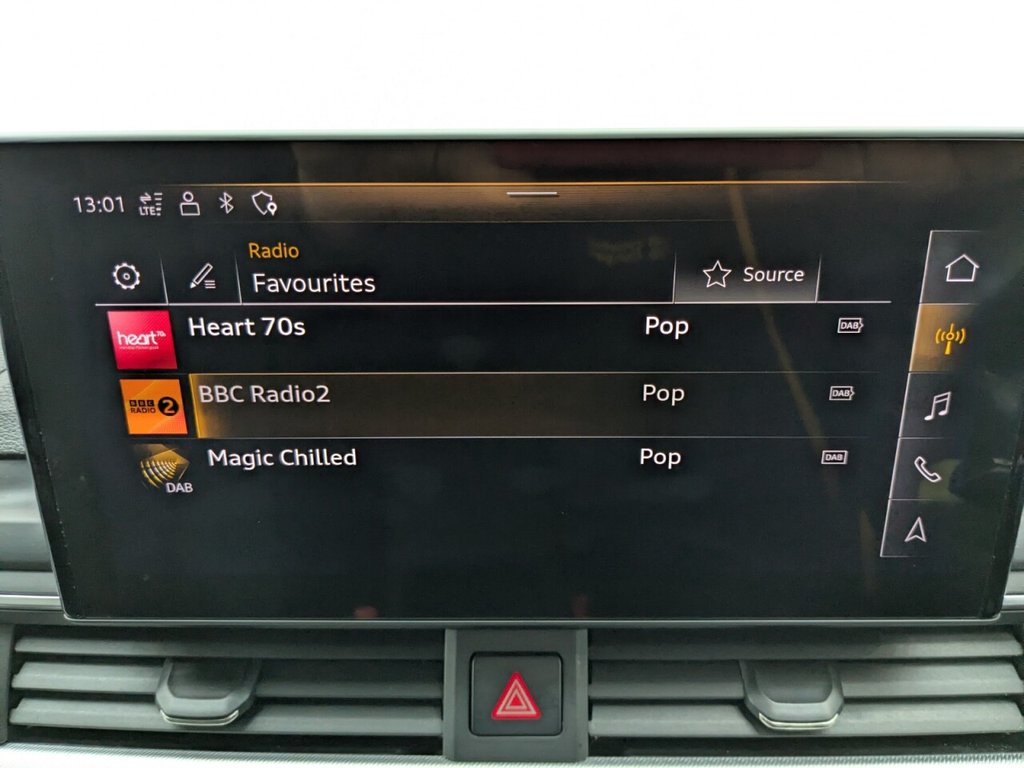 13:01 LTE
Radio
Favourites
Source
heart 70s
Heart 70s Pop DAB
BBC RADIO 2
BBC Radio2 Pop DAB
DAB
Magic Chilled Pop DAB